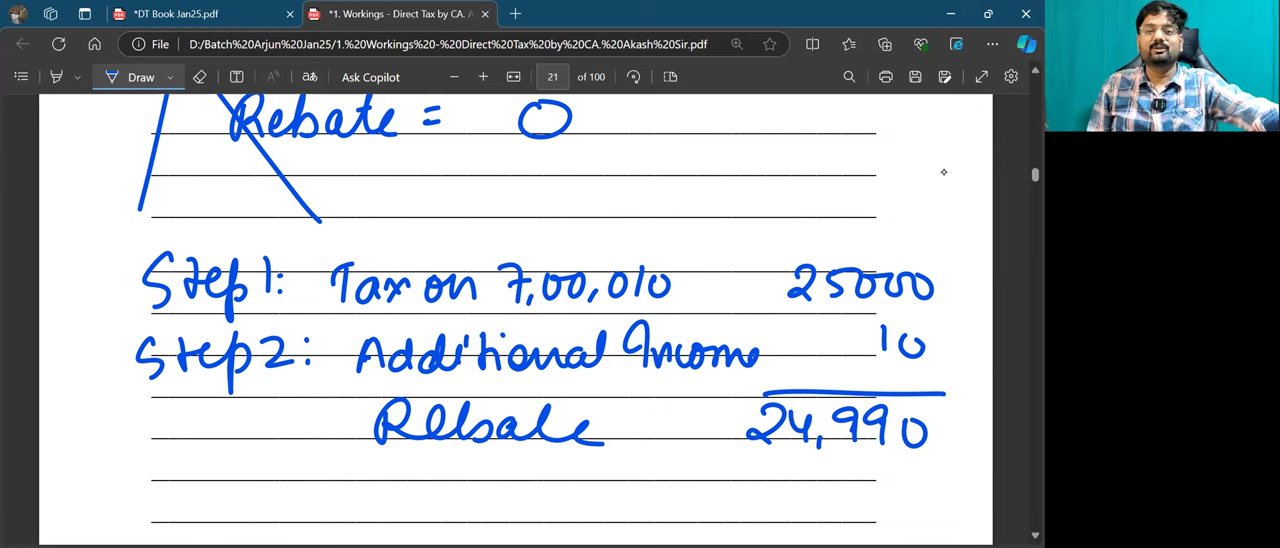 *DT Book Jan25.pdf
*1. Workings - Direct Tax by CA. A
File D:/Batch%20Arjun%20Jan25/1.%20Workings%20-%20Direct%20Tax%20by%20CA.%20Akash%20Sir.pdf
Draw Ask Copilot 21 of 100
Rebate = 0
Step 1: Tax on 7,00,010 25000
Step 2: Additional Income 10
Rebate 24,990